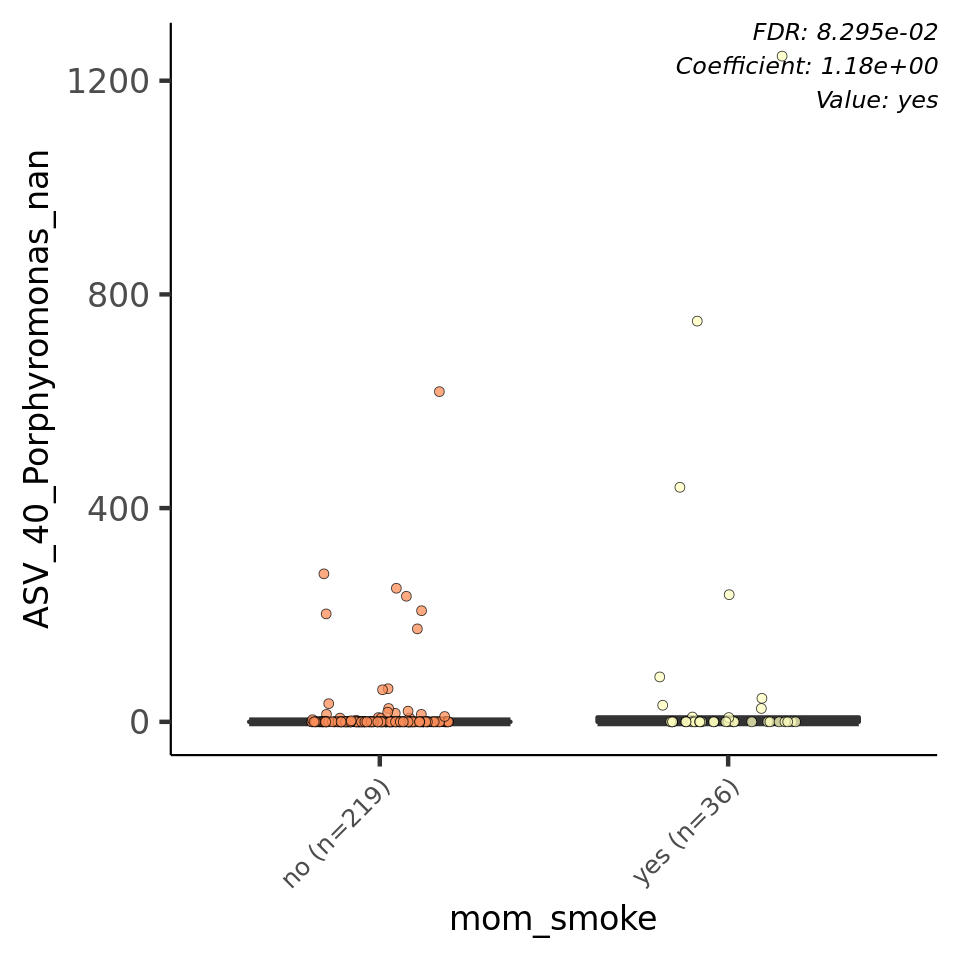 FDR: 8.295e-02
Coefficient: 1.18e+00
Value: yes
1200
800
400
0
ASV_40_Porphyromonas_nan
no (n=219)
yes (n=36)
mom_smoke